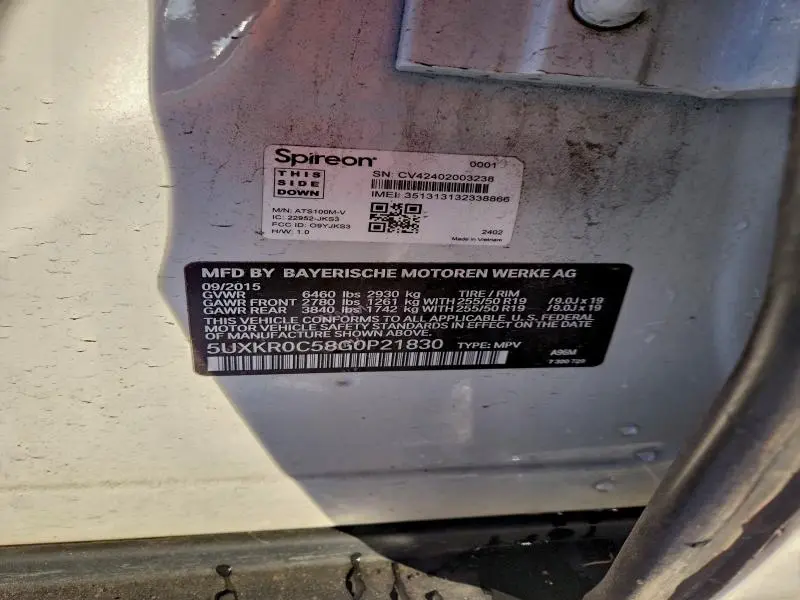 Spireon
0001
THIS
SIDE
DOWN
SN: CV42402003238
IMEI: 351313132338866
M/N: ATS100M-V
IC: 22952-JKS3
FCC ID: O9YJKS3
H/W: 1.0
2402
Made in Vietnam
MFD BY BAYERISCHE MOTOREN WERKE AG
09/2015
GVWR 6460 lbs 2930 kg TIRE / RIM
GAWR FRONT 2780 lbs 1261 kg WITH 255/50 R19 /9.0J x 19
GAWR REAR 3840 lbs 1742 kg WITH 255/50 R19 /9.0J x 19
THIS VEHICLE CONFORMS TO ALL APPLICABLE U. S. FEDERAL
MOTOR VEHICLE SAFETY STANDARDS IN EFFECT ON THE DATE
OF MANUFACTURE SHOWN ABOVE.
5UXKR0C58G0P21830 TYPE: MPV
A96M
7 300 729